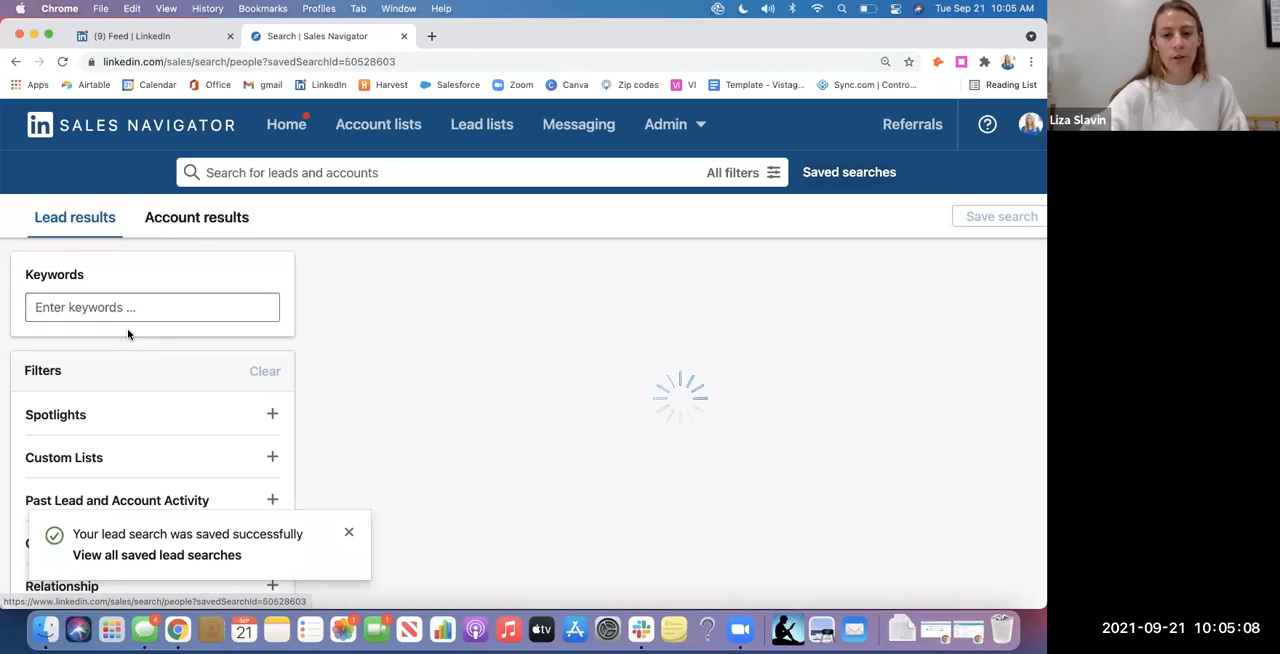 Chrome File Edit View History Bookmarks Profiles Tab Window Help Tue Sep 21 10:05 AM
(9) Feed | LinkedIn Search | Sales Navigator
linkedin.com/sales/search/people?savedSearchId=50528603
Apps Airtable Calendar Office gmail LinkedIn Harvest Salesforce Zoom Canva Zip codes VI Template – Vistag... Sync.com | Contro... Reading List
in SALES NAVIGATOR Home Account lists Lead lists Messaging Admin Referrals
Liza Slavin
Search for leads and accounts All filters Saved searches
Lead results Account results Save search
Keywords
Enter keywords ...
Filters Clear
Spotlights
Custom Lists
Past Lead and Account Activity
Your lead search was saved successfully
View all saved lead searches
Relationship
https://www.linkedin.com/sales/search/people?savedSearchId=50528603
SEP
21
tv
2021-09-21 10:05:08